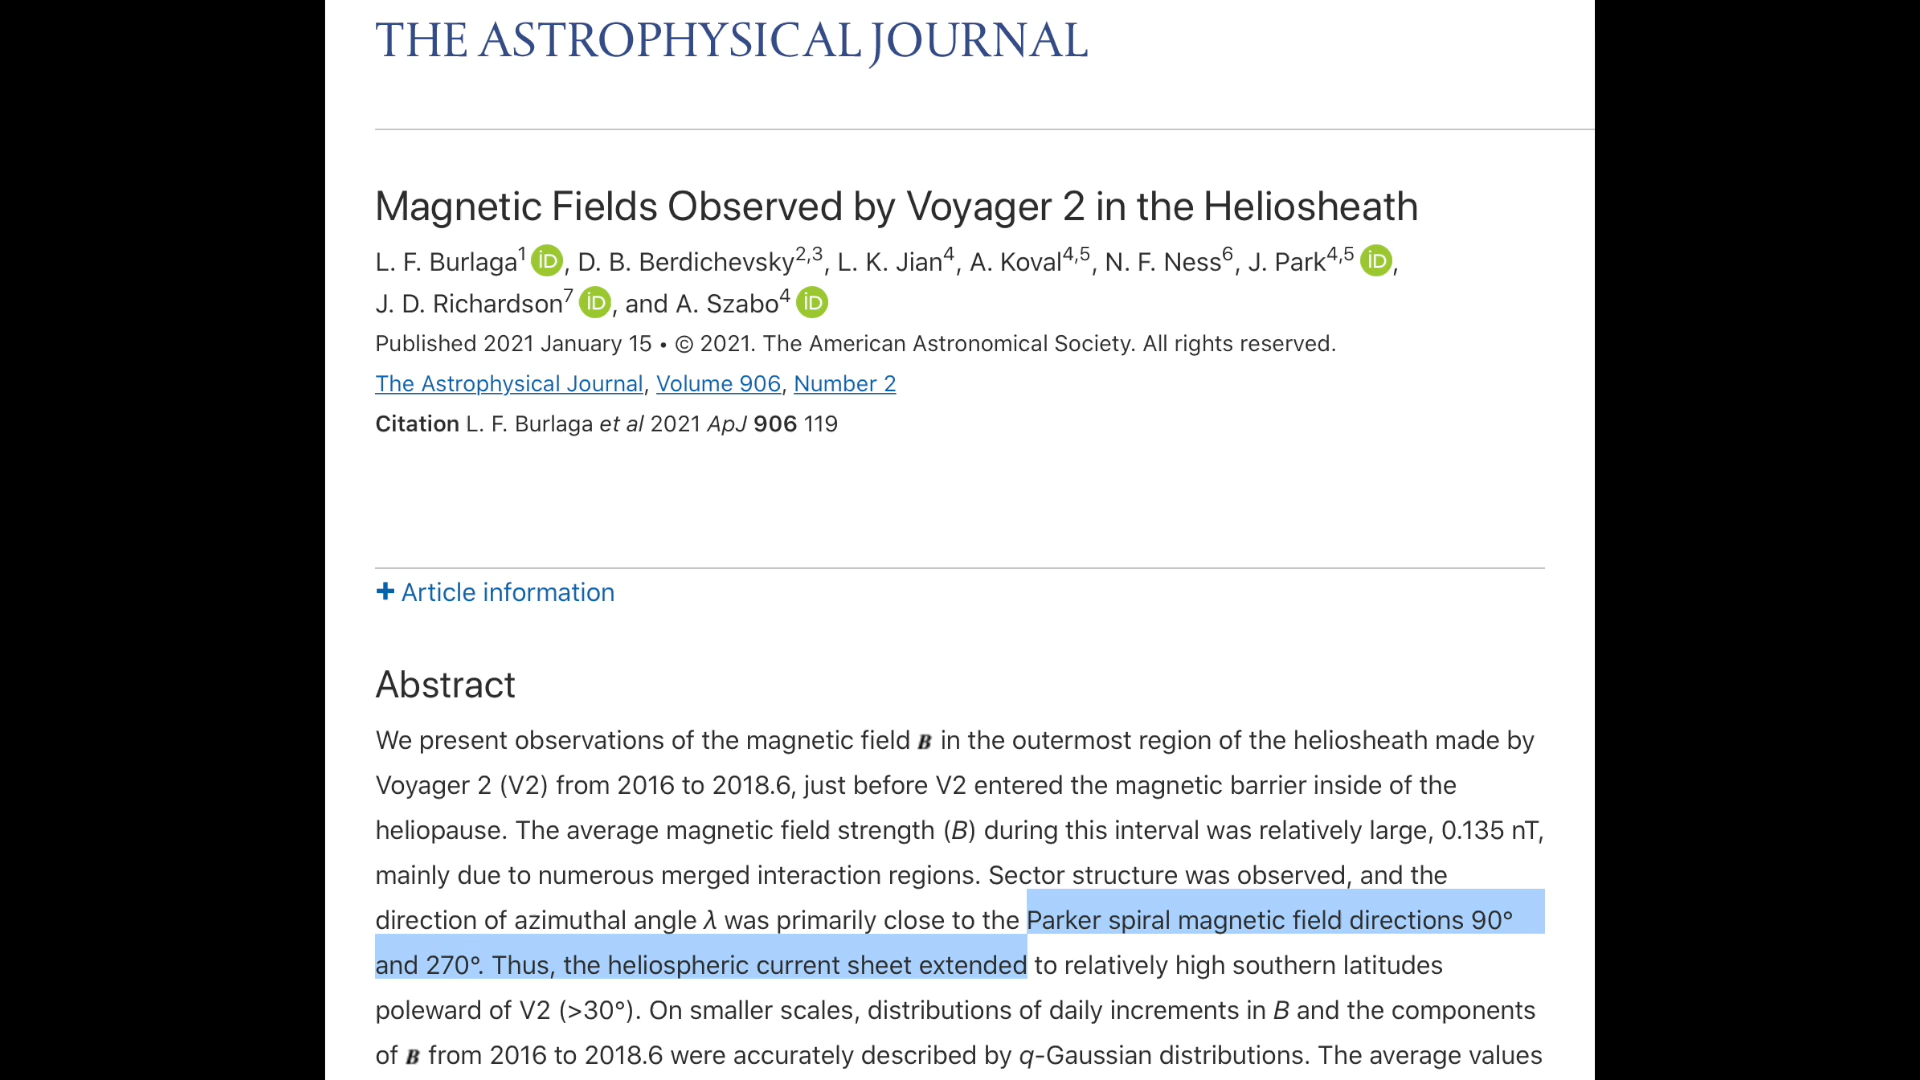 THE ASTROPHYSICAL JOURNAL
Magnetic Fields Observed by Voyager 2 in the Heliosheath
L. F. Burlaga1 iD, D. B. Berdichevsky2,3, L. K. Jian4, A. Koval4,5, N. F. Ness6, J. Park4,5 iD,
J. D. Richardson7 iD, and A. Szabo4 iD
Published 2021 January 15 • © 2021. The American Astronomical Society. All rights reserved.
The Astrophysical Journal, Volume 906, Number 2
Citation L. F. Burlaga et al 2021 ApJ 906 119
+ Article information
Abstract
We present observations of the magnetic field B in the outermost region of the heliosheath made by
Voyager 2 (V2) from 2016 to 2018.6, just before V2 entered the magnetic barrier inside of the
heliopause. The average magnetic field strength (B) during this interval was relatively large, 0.135 nT,
mainly due to numerous merged interaction regions. Sector structure was observed, and the
direction of azimuthal angle λ was primarily close to the Parker spiral magnetic field directions 90°
and 270°. Thus, the heliospheric current sheet extended to relatively high southern latitudes
poleward of V2 (>30°). On smaller scales, distributions of daily increments in B and the components
of B from 2016 to 2018.6 were accurately described by q-Gaussian distributions. The average values